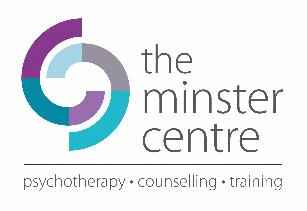 the
minster
centre
psychotherapy • counselling • training